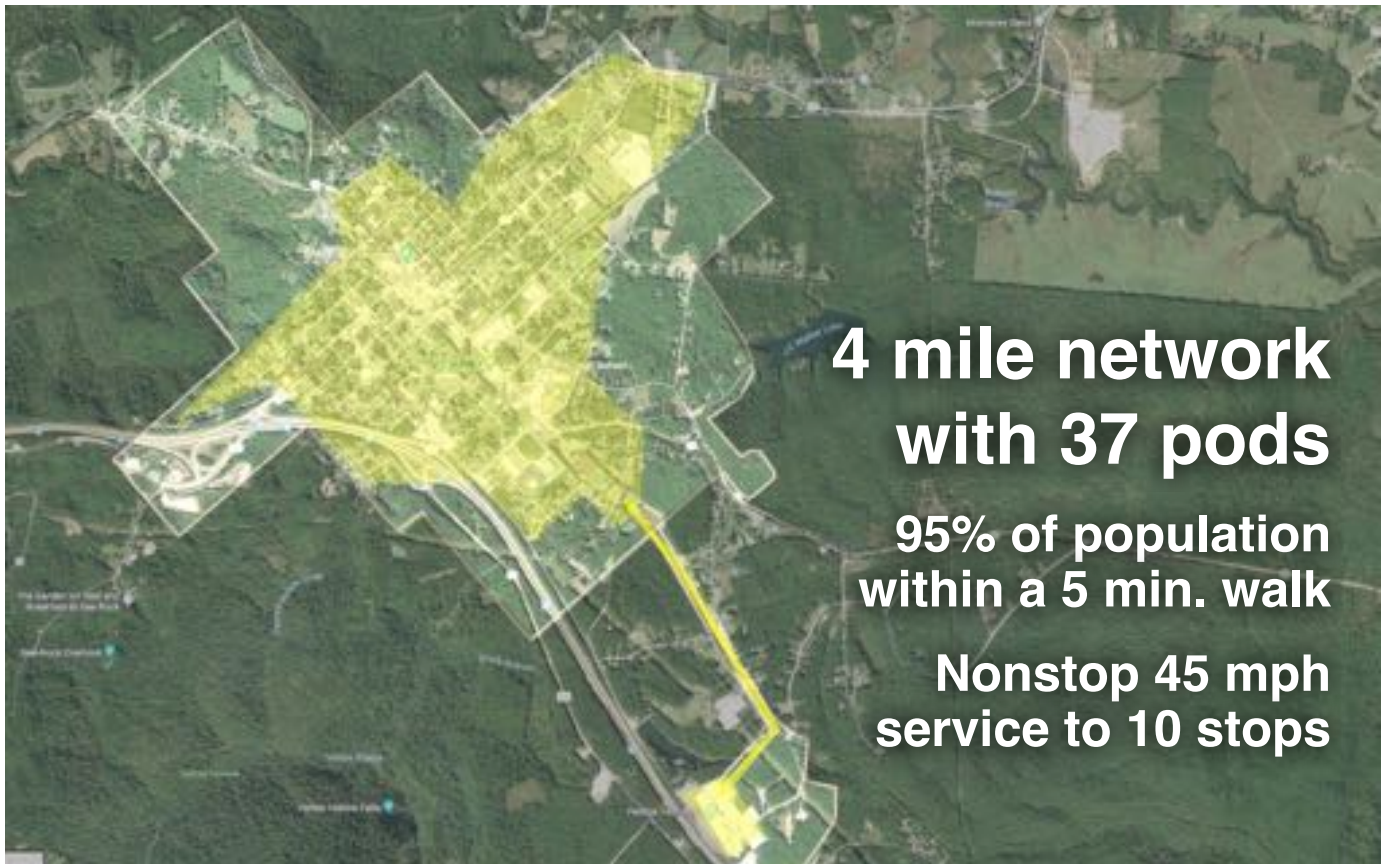 4 mile network
with 37 pods
95% of population
within a 5 min. walk
Nonstop 45 mph
service to 10 stops